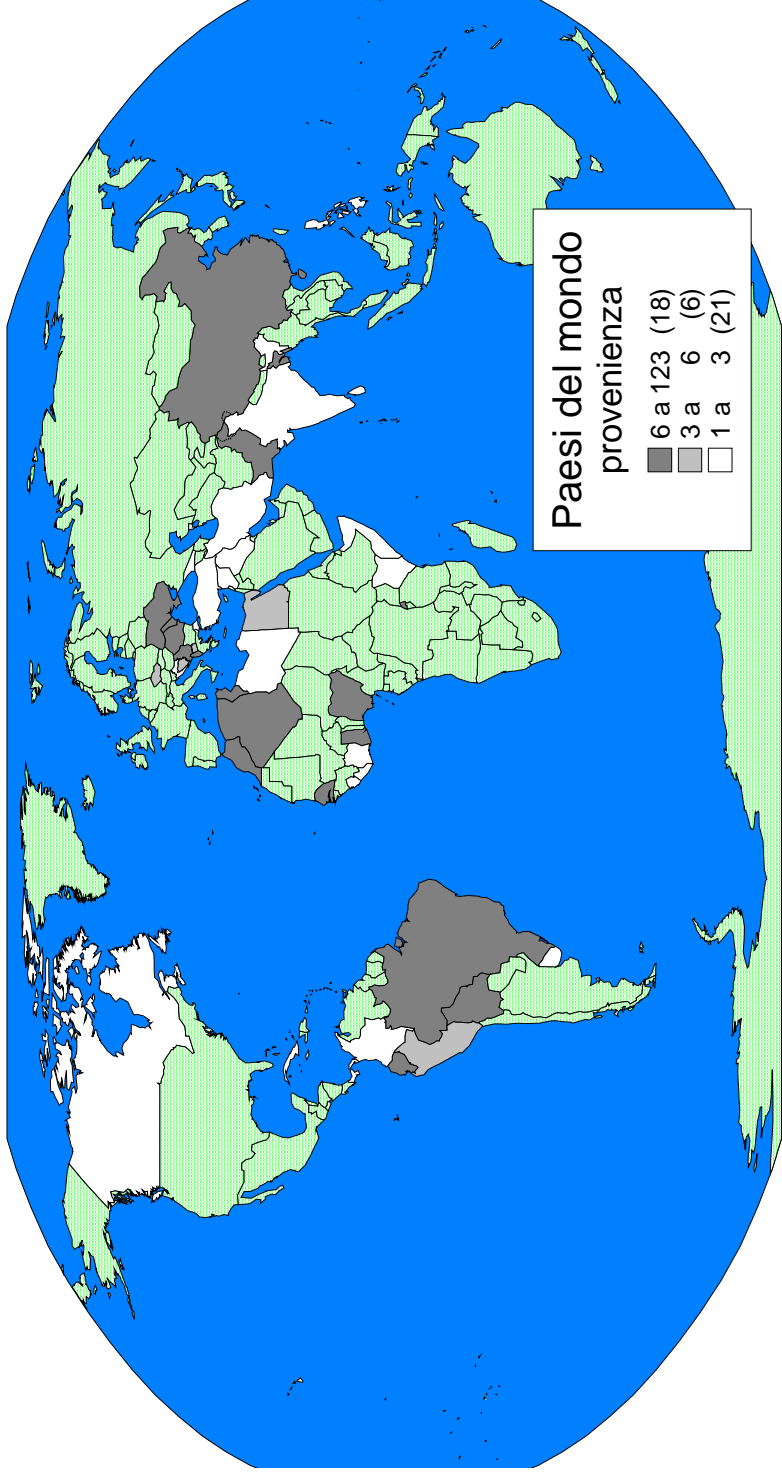 Paesi del mondo
provenienza
6 a 123 (18)
3 a 6 (6)
1 a 3 (21)